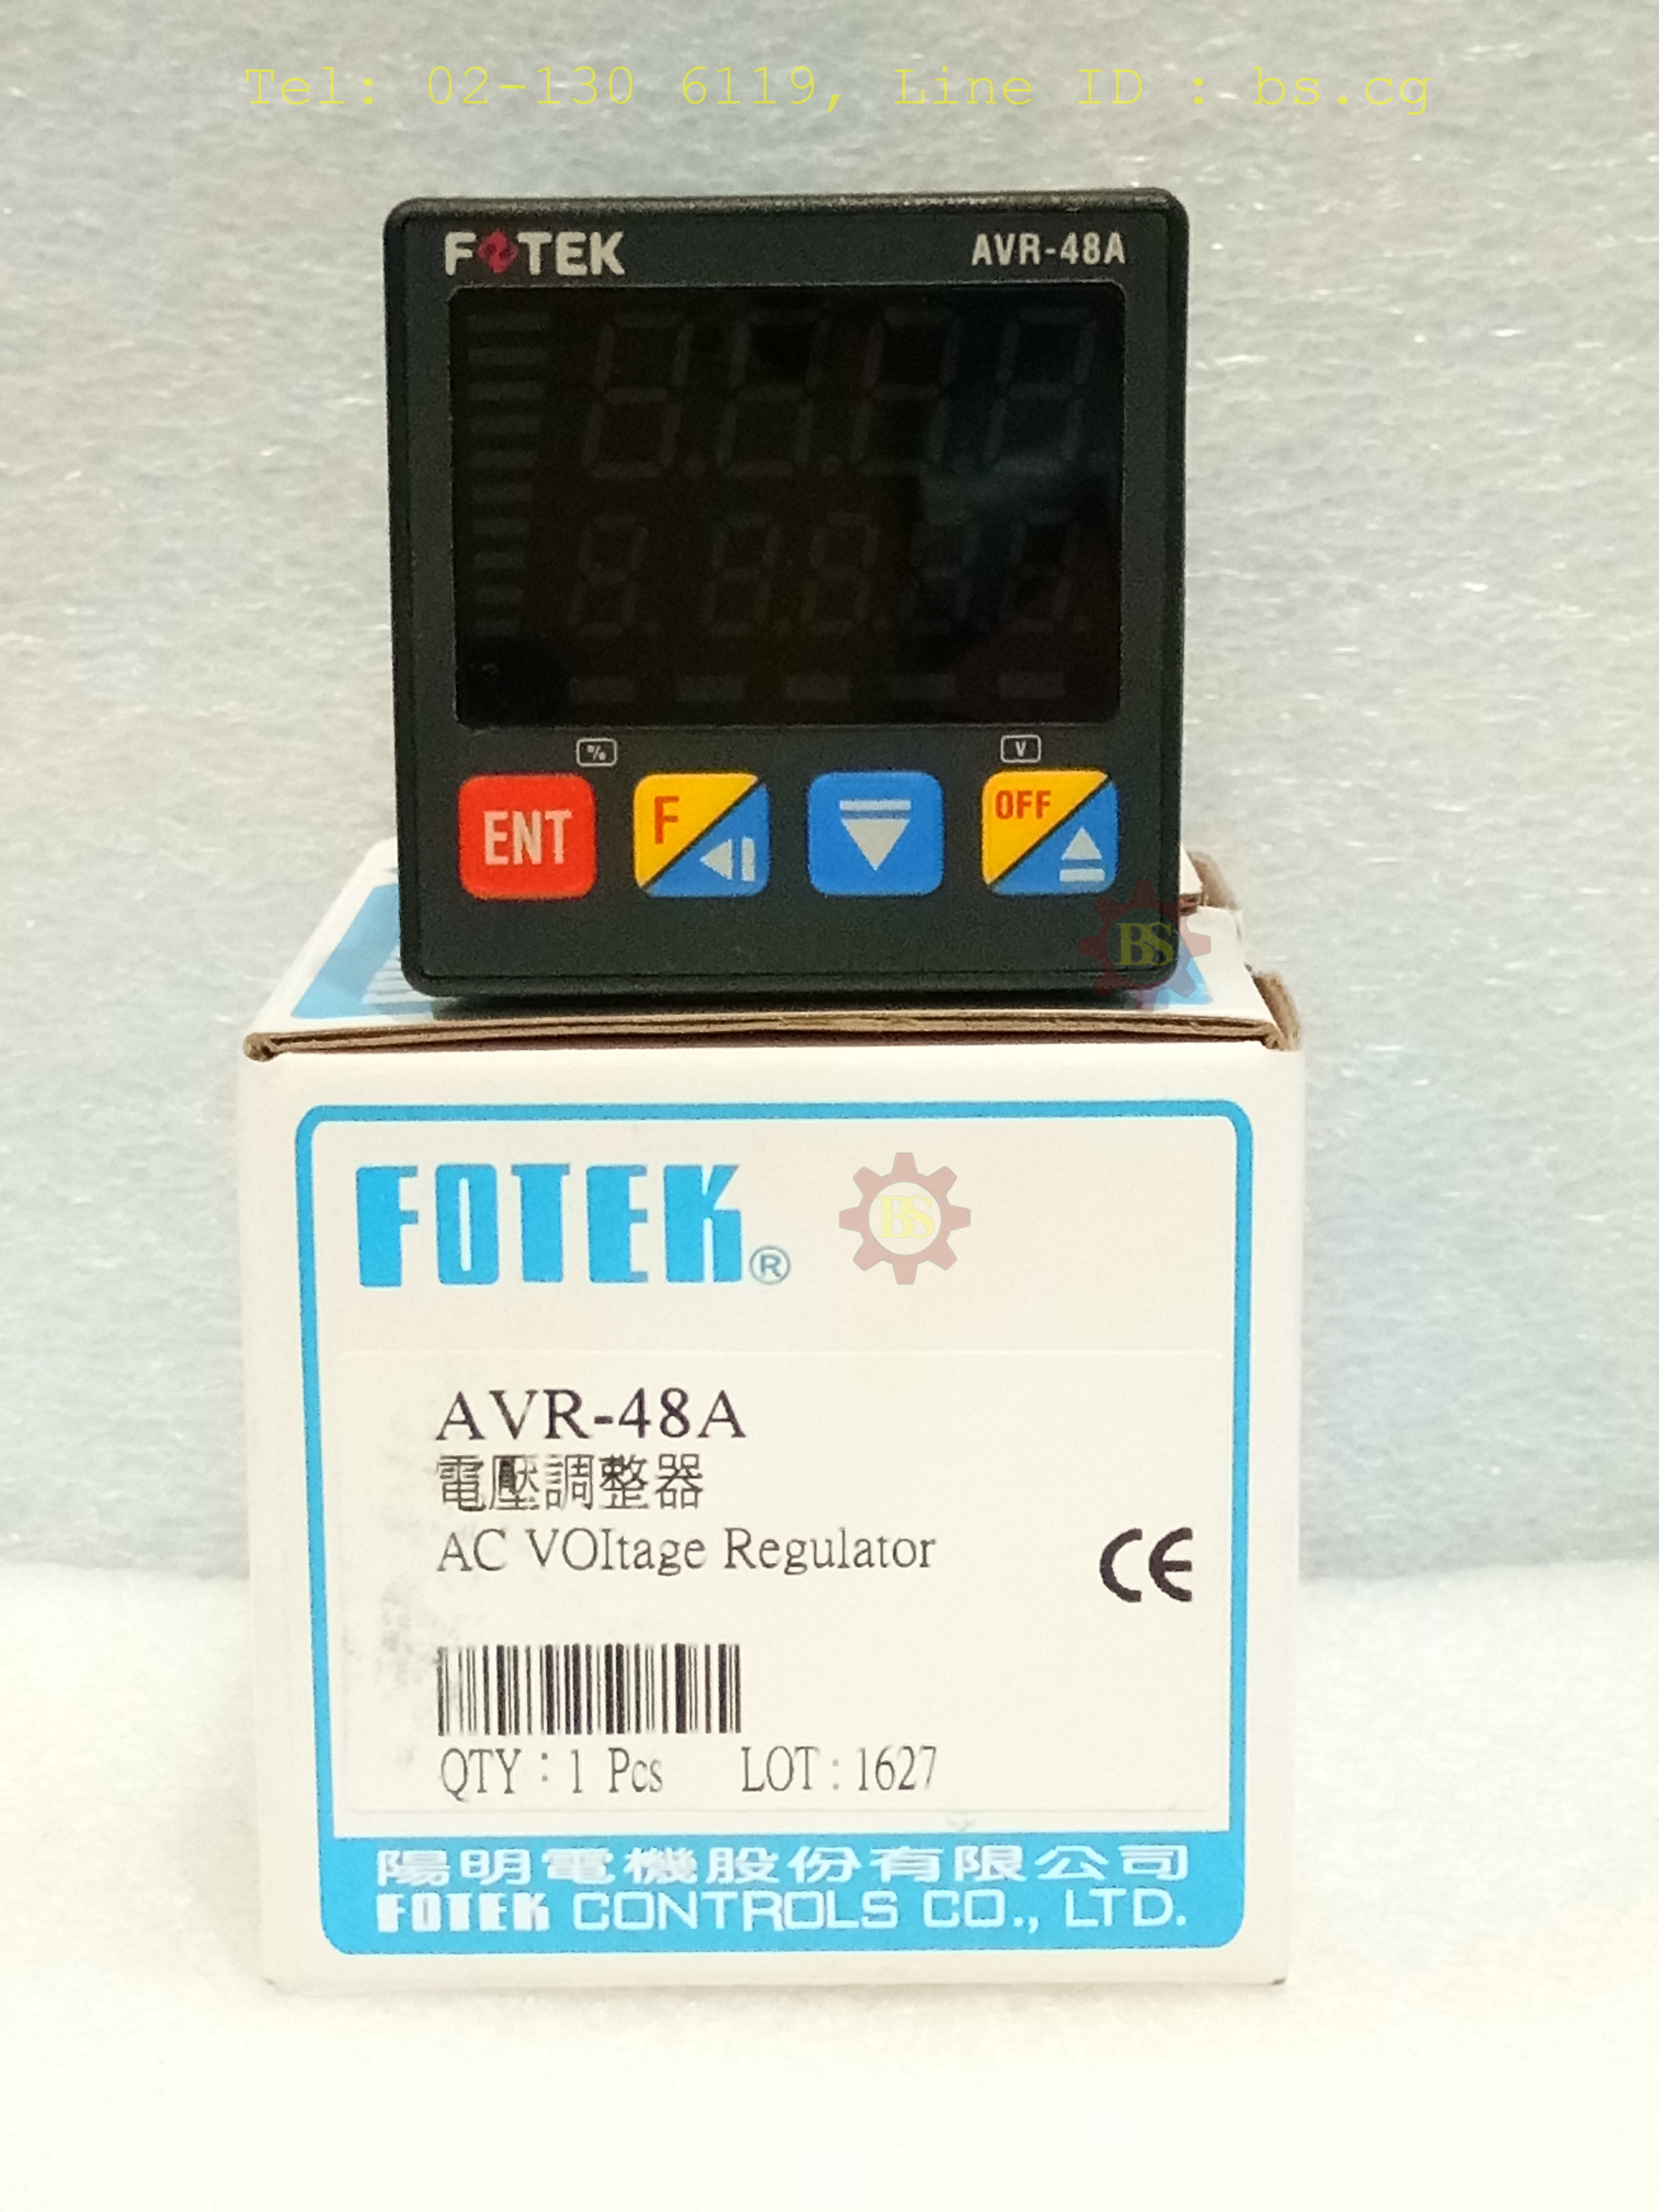 Tel: 02-130 6119, Line ID : bs.cg
FOTEK AVR-48A
% V
ENT F OFF
BS
FOTEK® BS
AVR-48A
電壓調整器
AC VOltage Regulator
CE
QTY : 1 Pcs LOT : 1627
陽明電機股份有限公司
FOTEK CONTROLS CO., LTD.